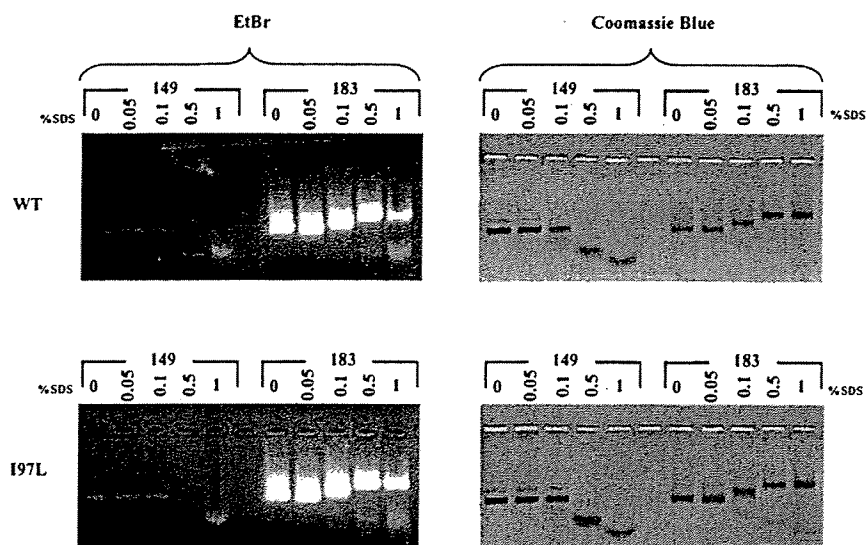 EtBr
Coomassie Blue
149 183 149 183
%SDS 0 0.05 0.1 0.5 1 0 0.05 0.1 0.5 1 0 0.05 0.1 0.5 1 0 0.05 0.1 0.5 1 %SDS
WT
149 183 149 183
%SDS 0 0.05 0.1 0.5 1 0 0.05 0.1 0.5 1 0 0.05 0.1 0.5 1 0 0.05 0.1 0.5 1 %SDS
I97L